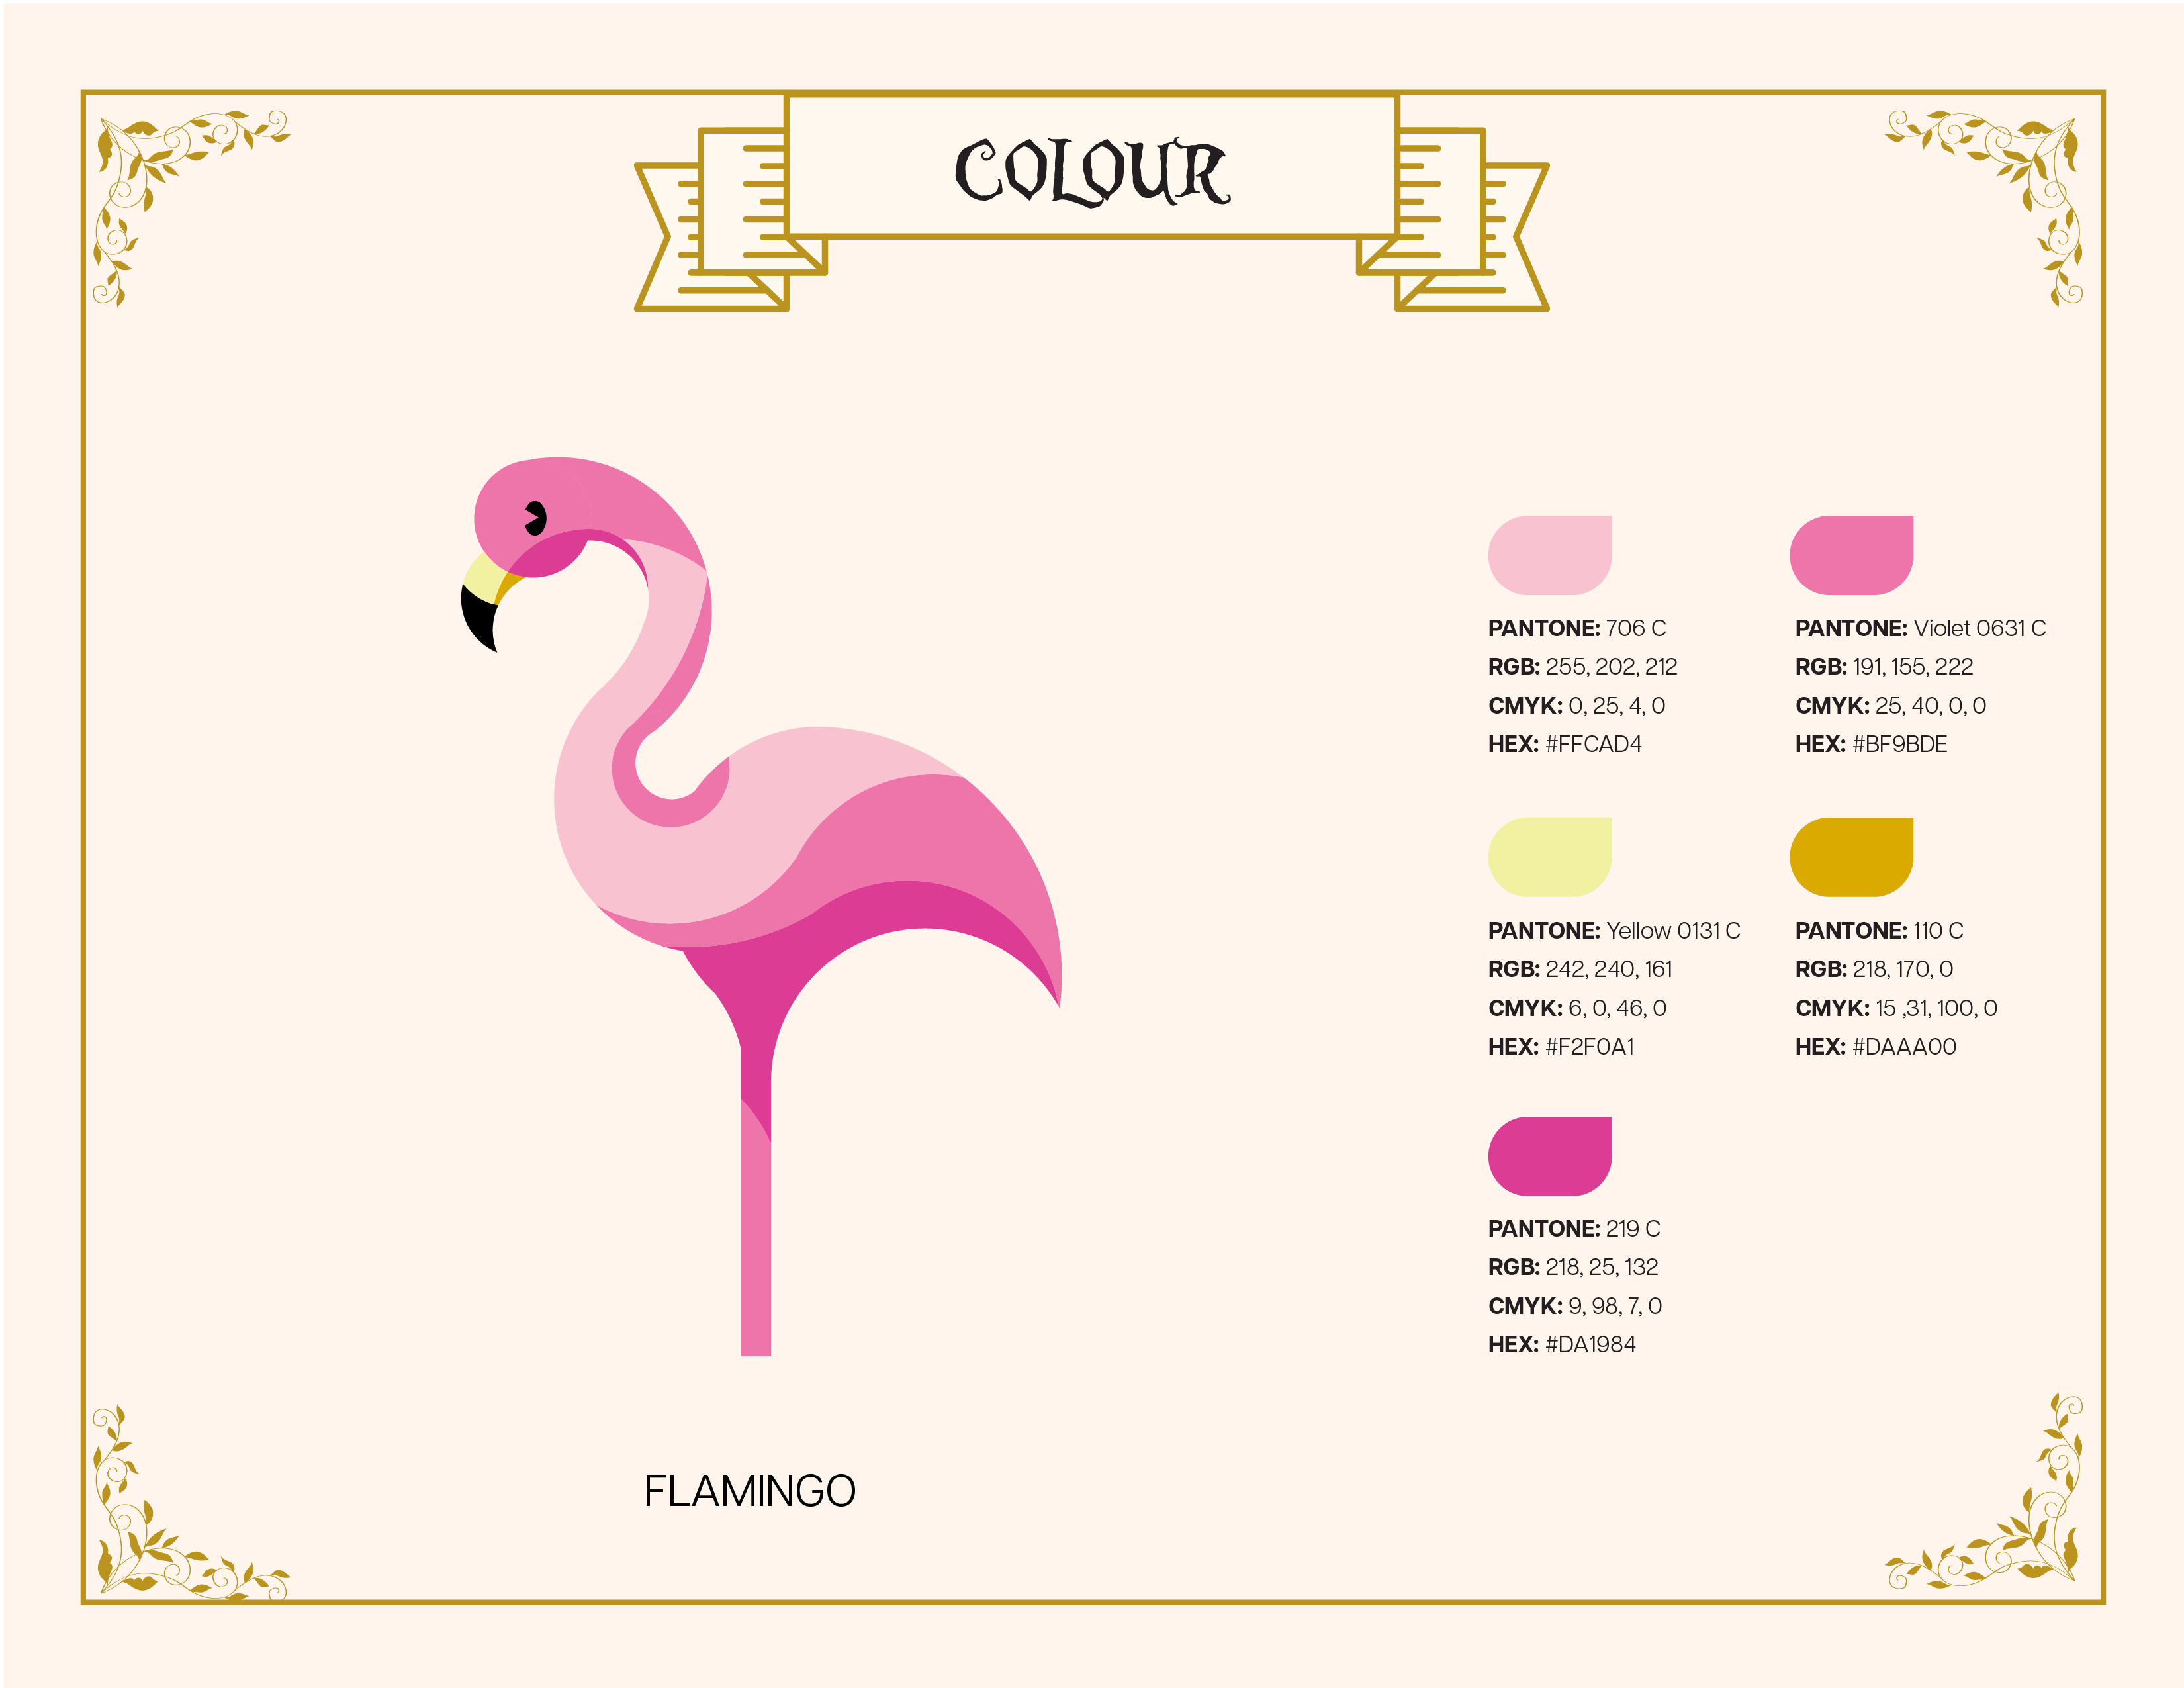 COLOUR
PANTONE: 706 C
RGB: 255, 202, 212
CMYK: 0, 25, 4, 0
HEX: #FFCAD4
PANTONE: Violet 0631 C
RGB: 191, 155, 222
CMYK: 25, 40, 0, 0
HEX: #BF9BDE
PANTONE: Yellow 0131 C
RGB: 242, 240, 161
CMYK: 6, 0, 46, 0
HEX: #F2F0A1
PANTONE: 110 C
RGB: 218, 170, 0
CMYK: 15 ,31, 100, 0
HEX: #DAAA00
PANTONE: 219 C
RGB: 218, 25, 132
CMYK: 9, 98, 7, 0
HEX: #DA1984
FLAMINGO